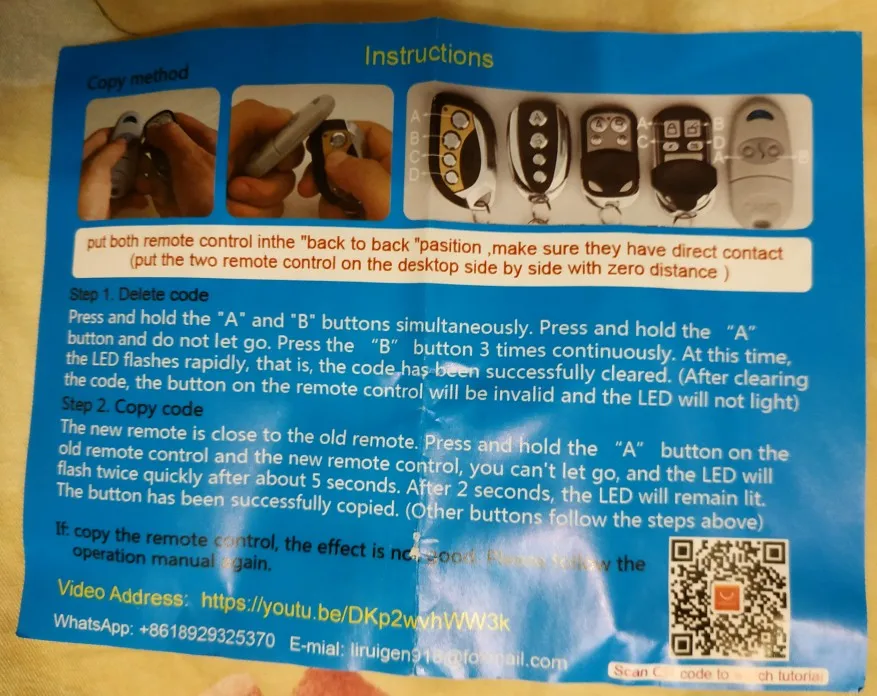 Instructions
Copy method
A
B
C
D
A B
C D
A B
put both remote control inthe "back to back "pasition ,make sure they have direct contact
(put the two remote control on the desktop side by side with zero distance )
Step 1. Delete code
Press and hold the "A" and "B" buttons simultaneously. Press and hold the “A”
button and do not let go. Press the “B” button 3 times continuously. At this time,
the LED flashes rapidly, that is, the code has been successfully cleared. (After clearing
the code, the button on the remote control will be invalid and the LED will not light)
Step 2. Copy code
The new remote is close to the old remote. Press and hold the “A” button on the
old remote control and the new remote control, you can't let go, and the LED will
flash twice quickly after about 5 seconds. After 2 seconds, the LED will remain lit.
The button has been successfully copied. (Other buttons follow the steps above)
If: copy the remote control, the effect is not good. Please follow the
operation manual again.
Video Address: https://youtu.be/DKp2wvhWW3k
WhatsApp: +8618929325370 E-mial: liruigen918@foxmail.com
Scan code to ch tutorial